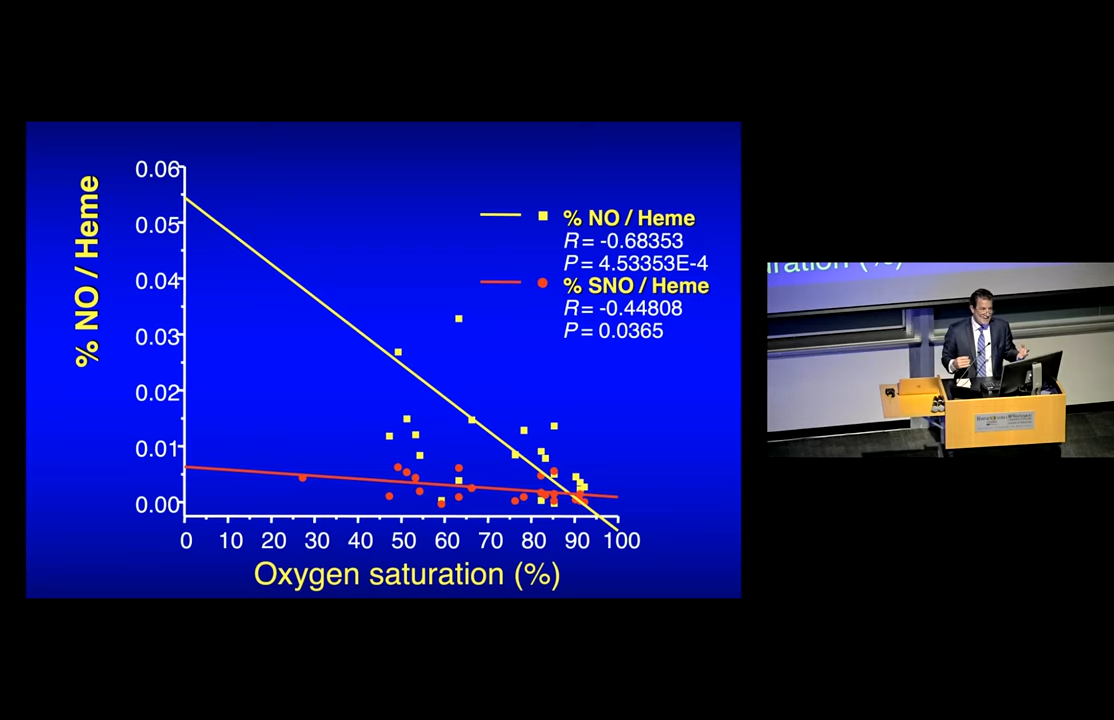 % NO / Heme
0.06
0.05
0.04
0.03
0.02
0.01
0.00
0 10 20 30 40 50 60 70 80 90 100
Oxygen saturation (%)
% NO / Heme
R = -0.68353
P = 4.53353E-4
% SNO / Heme
R = -0.44808
P = 0.0365